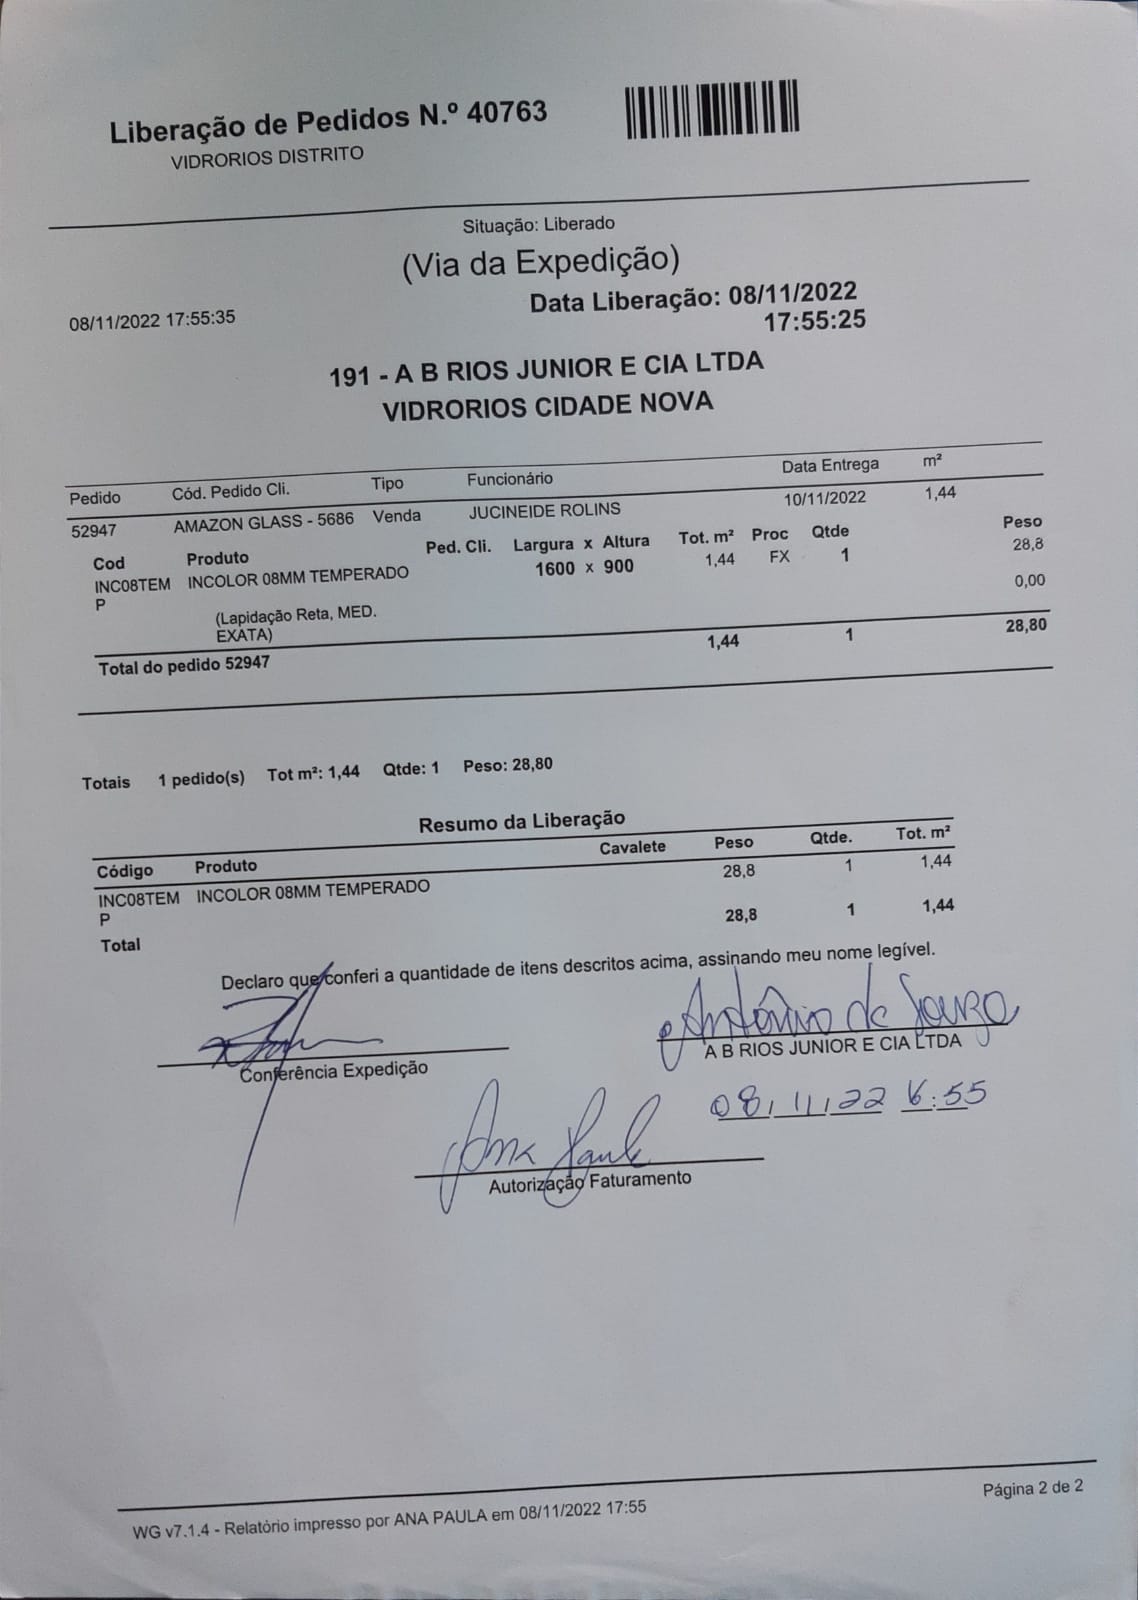 Liberação de Pedidos N.º 40763
VIDRORIOS DISTRITO
Situação: Liberado
(Via da Expedição)
08/11/2022 17:55:35
Data Liberação: 08/11/2022
17:55:25
191 - A B RIOS JUNIOR E CIA LTDA
VIDRORIOS CIDADE NOVA
Pedido Cód. Pedido Cli. Tipo Funcionário Data Entrega m²
52947 AMAZON GLASS - 5686 Venda JUCINEIDE ROLINS 10/11/2022 1,44
Cod Produto Ped. Cli. Largura x Altura Tot. m² Proc Qtde Peso
INC08TEM INCOLOR 08MM TEMPERADO 1600 x 900 1,44 FX 1 28,8
P
(Lapidação Reta, MED. 0,00
EXATA)
Total do pedido 52947 1,44 1 28,80
Totais 1 pedido(s) Tot m²: 1,44 Qtde: 1 Peso: 28,80
Resumo da Liberação
Código Produto Cavalete Peso Qtde. Tot. m²
INC08TEM INCOLOR 08MM TEMPERADO 28,8 1 1,44
P
Total 28,8 1 1,44
Declaro que conferi a quantidade de itens descritos acima, assinando meu nome legível.
Antônio de Souza
Conferência Expedição A B RIOS JUNIOR E CIA LTDA
08/11/22 6:55
Ana Paula
Autorização Faturamento
WG v7.1.4 - Relatório impresso por ANA PAULA em 08/11/2022 17:55 Página 2 de 2